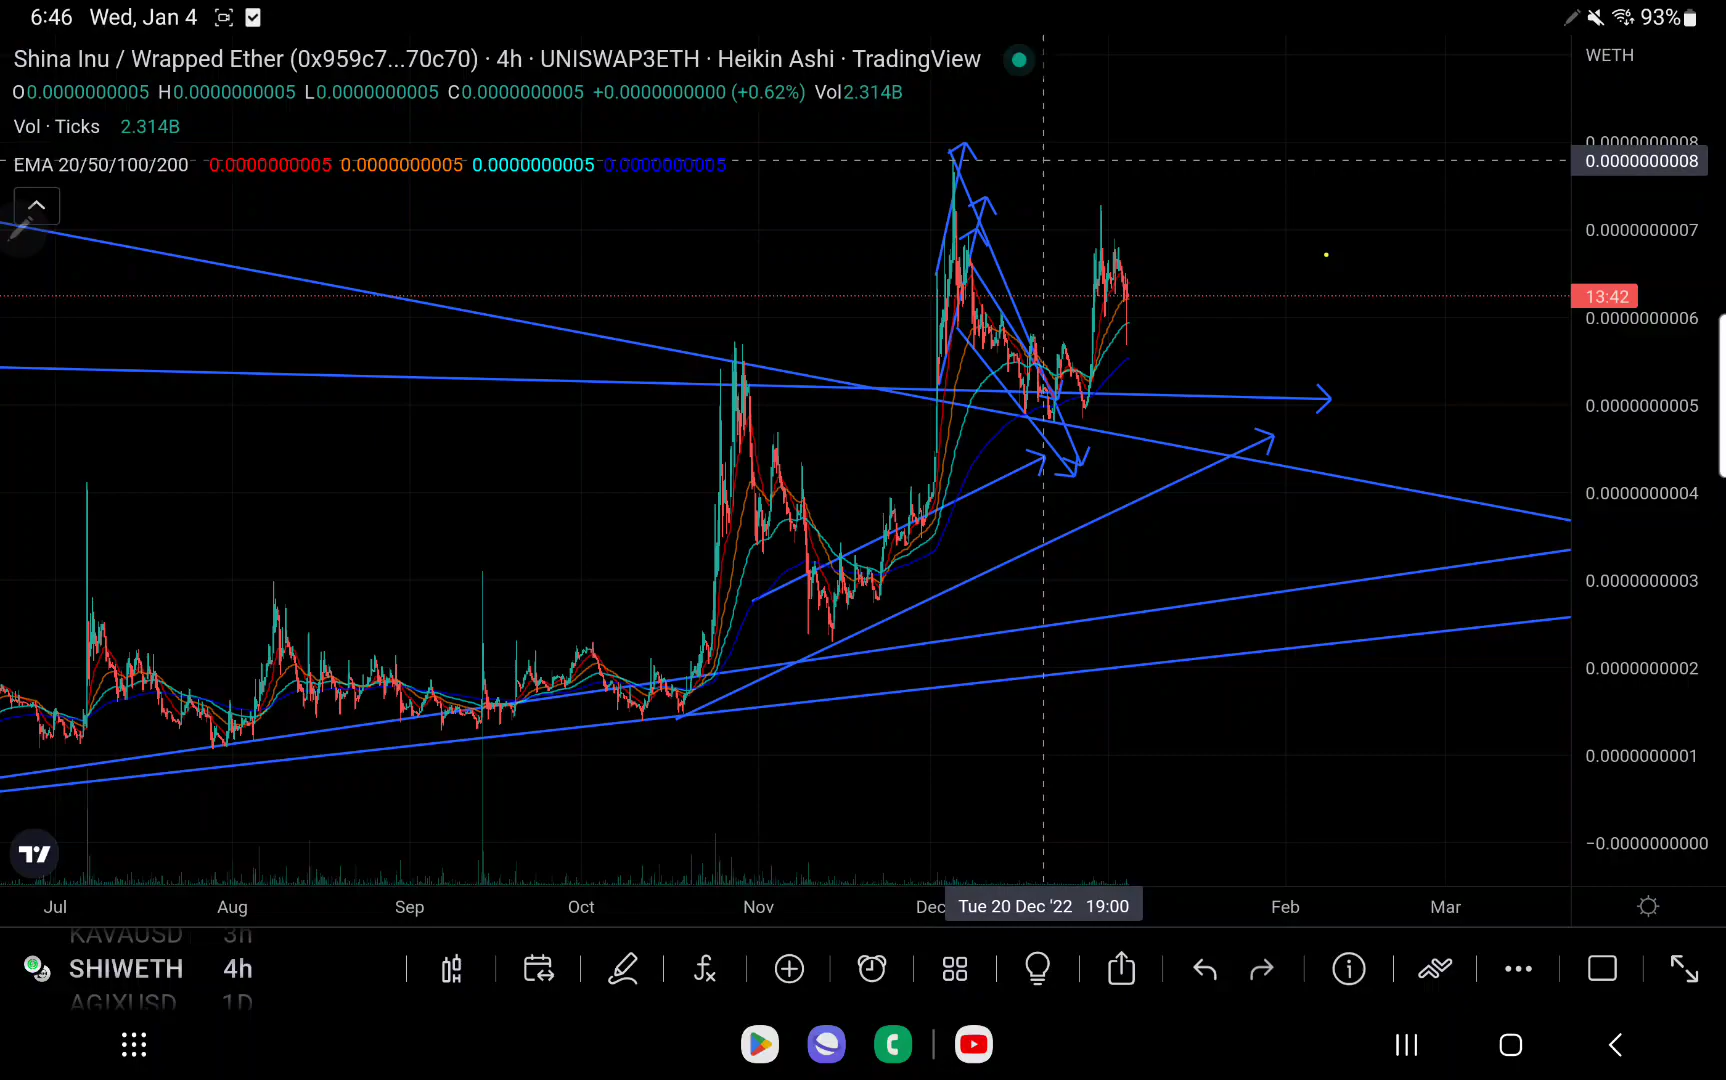 6:46 Wed, Jan 4 93%
Shina Inu / Wrapped Ether (0x959c7...70c70) · 4h · UNISWAP3ETH · Heikin Ashi · TradingView
WETH
O0.0000000005 H0.0000000005 L0.0000000005 C0.0000000005 +0.0000000000 (+0.62%) Vol2.314B
Vol · Ticks 2.314B
EMA 20/50/100/200 0.0000000005 0.0000000005 0.0000000005 0.0000000005
0.0000000008
0.0000000008
0.0000000007
13:42
0.0000000006
0.0000000005
0.0000000004
0.0000000003
0.0000000002
0.0000000001
−0.0000000000
Jul Aug Sep Oct Nov Dec Tue 20 Dec '22 19:00 Feb Mar
KAVAUSD 3h
SHIWETH 4h
AGIXUSD 1D